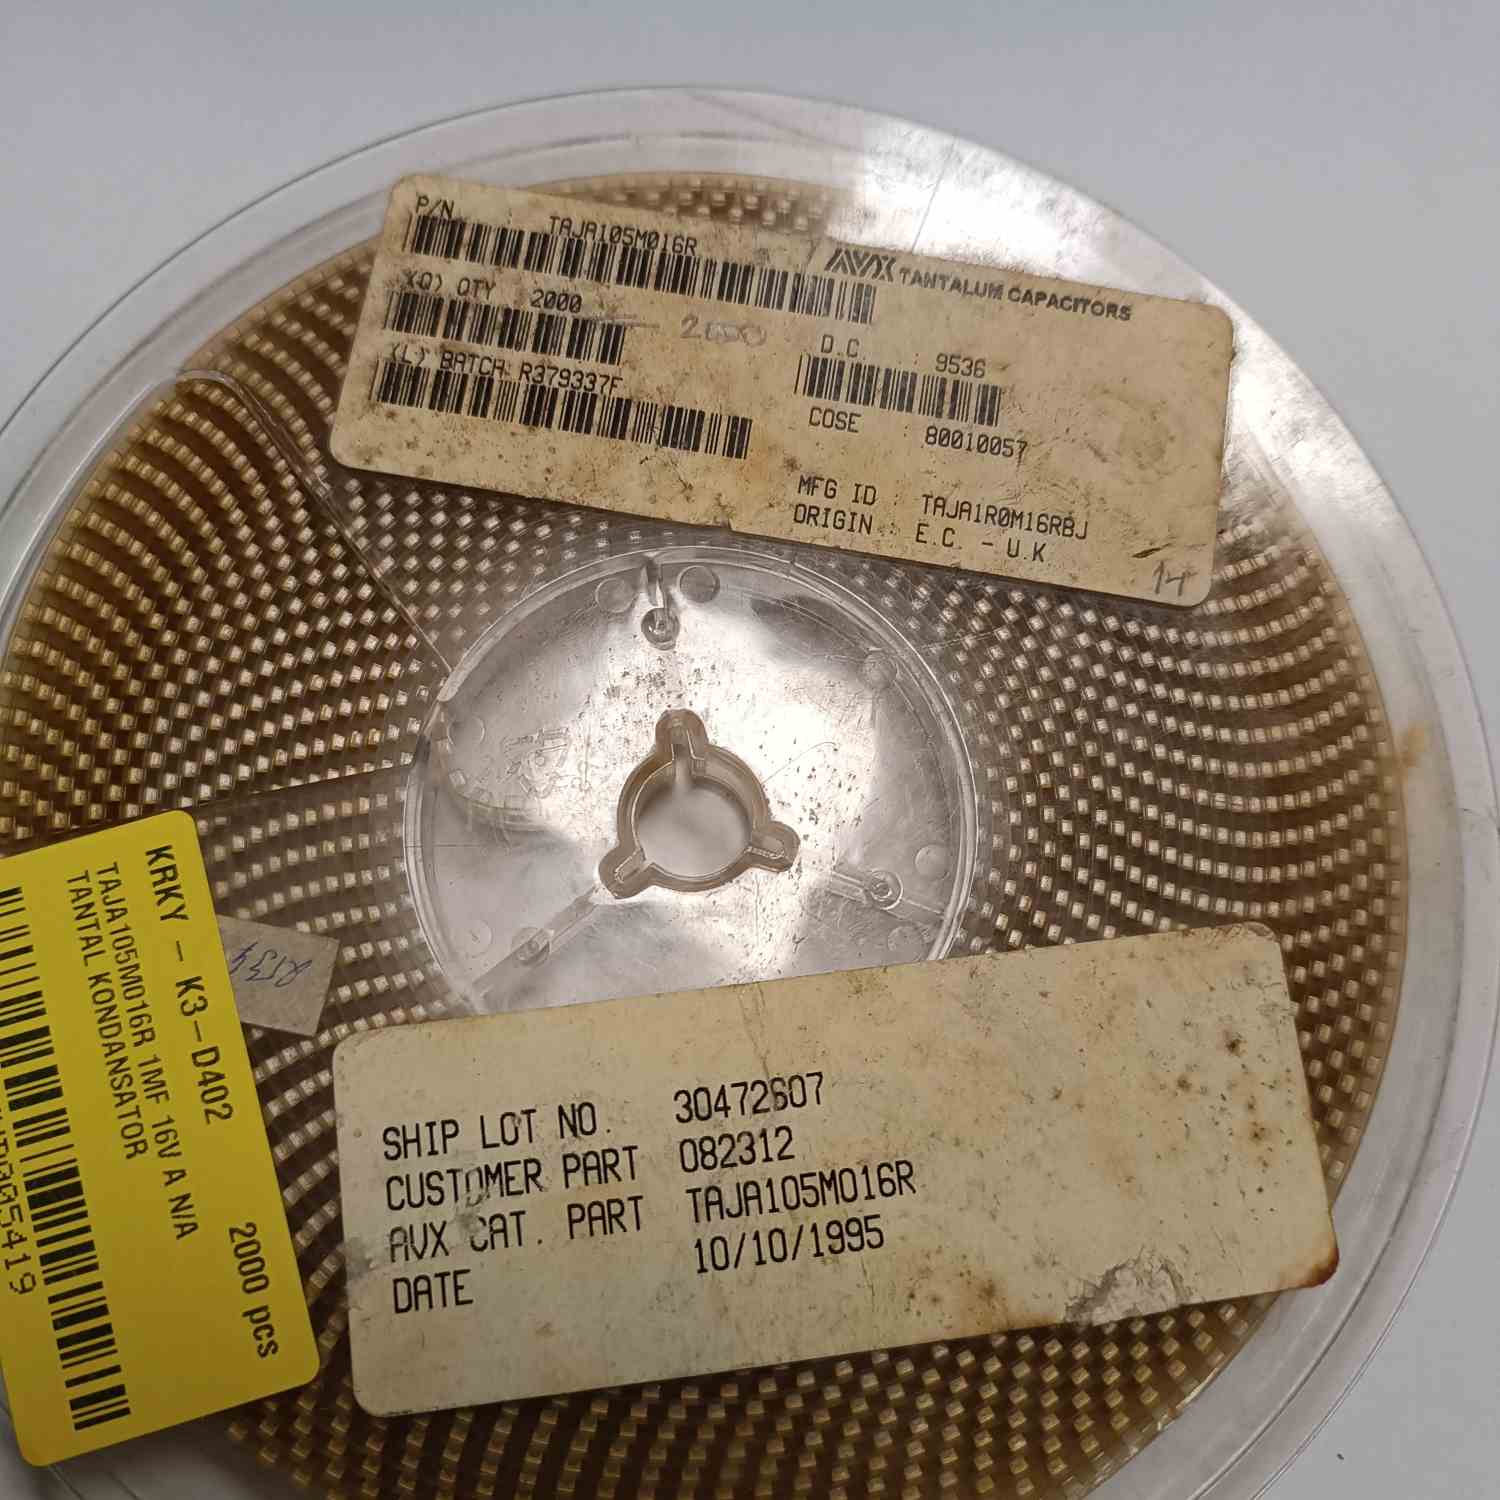 P/N : TAJA105M016R
AVX TANTALUM CAPACITORS
(Q) QTY 2000
2000
(L) BATCH R379337F
D.C. : 9536
COSE : 80010057
MFG ID : TAJA1R0M16RBJ
ORIGIN : E.C. - U.K
14
KRKY - K3-D402
TAJA105M016R 1MF 16V A N/A
TANTAL KONDANSATOR
2000 pcs
SHIP LOT NO. 30472607
CUSTOMER PART 082312
AVX CAT. PART TAJA105M016R
DATE 10/10/1995